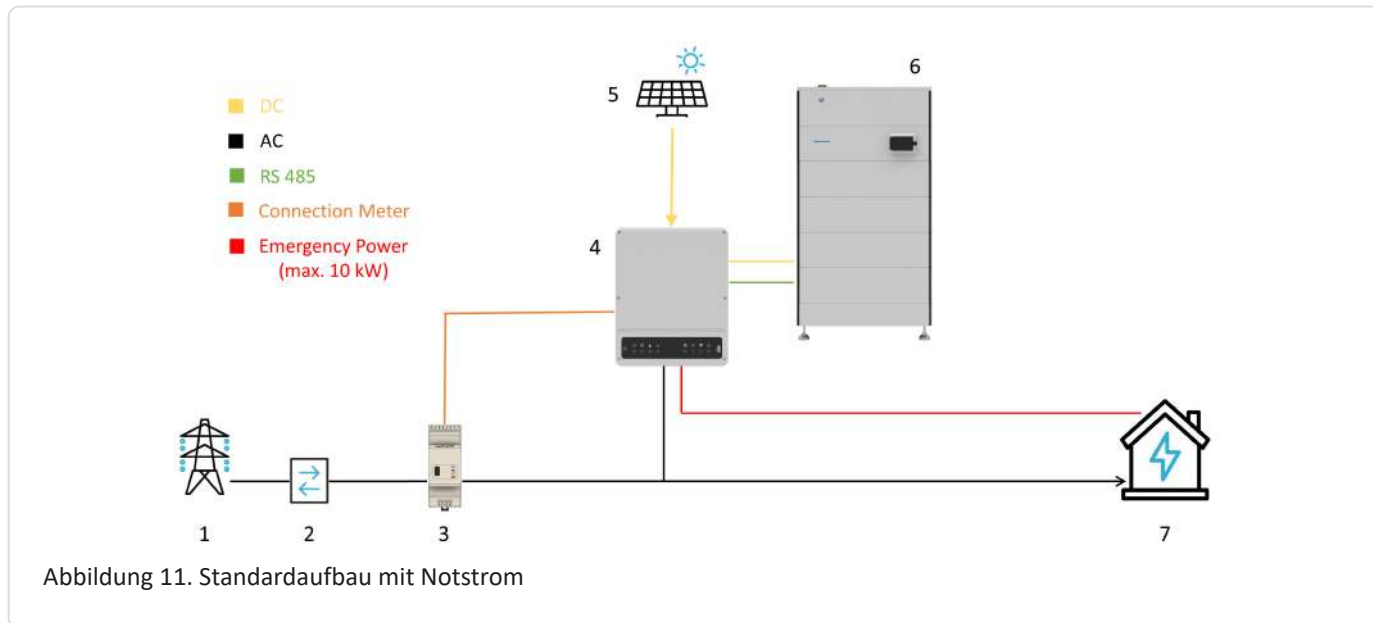 DC
AC
RS 485
Connection Meter
Emergency Power
(max. 10 kW)
5
6
4
1
2
3
7
Abbildung 11. Standardaufbau mit Notstrom